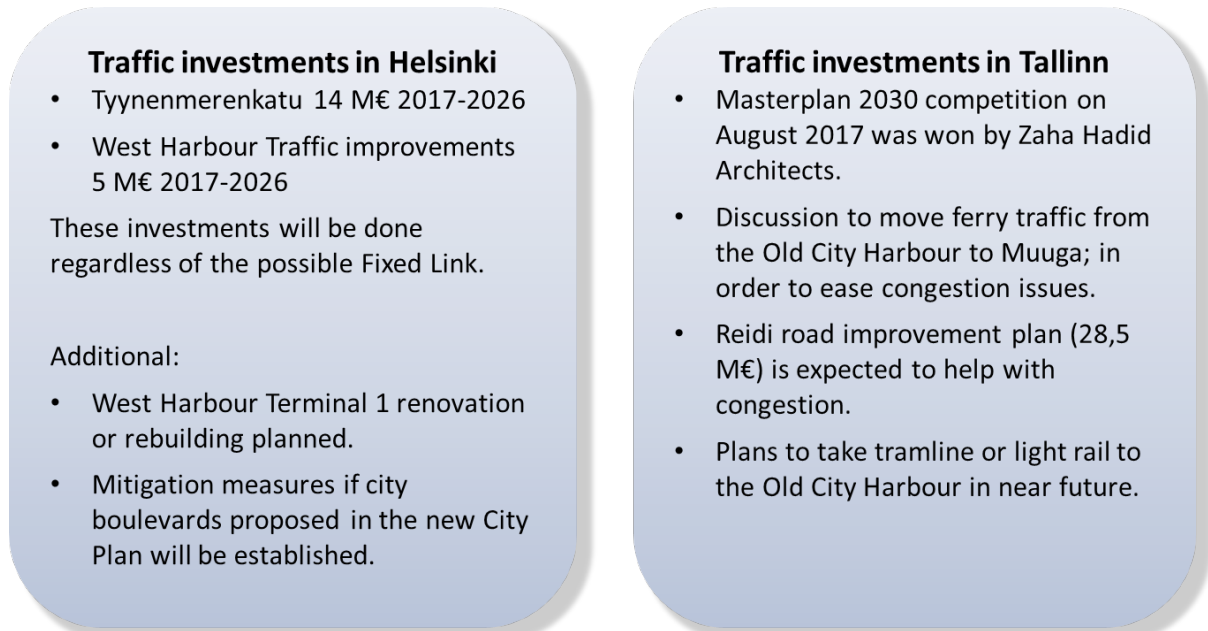 Traffic investments in Helsinki
• Tyynenmerenkatu 14 M€ 2017-2026
• West Harbour Traffic improvements
5 M€ 2017-2026
These investments will be done
regardless of the possible Fixed Link.
Additional:
• West Harbour Terminal 1 renovation
or rebuilding planned.
• Mitigation measures if city
boulevards proposed in the new City
Plan will be established.
Traffic investments in Tallinn
• Masterplan 2030 competition on
August 2017 was won by Zaha Hadid
Architects.
• Discussion to move ferry traffic from
the Old City Harbour to Muuga; in
order to ease congestion issues.
• Reidi road improvement plan (28,5
M€) is expected to help with
congestion.
• Plans to take tramline or light rail to
the Old City Harbour in near future.